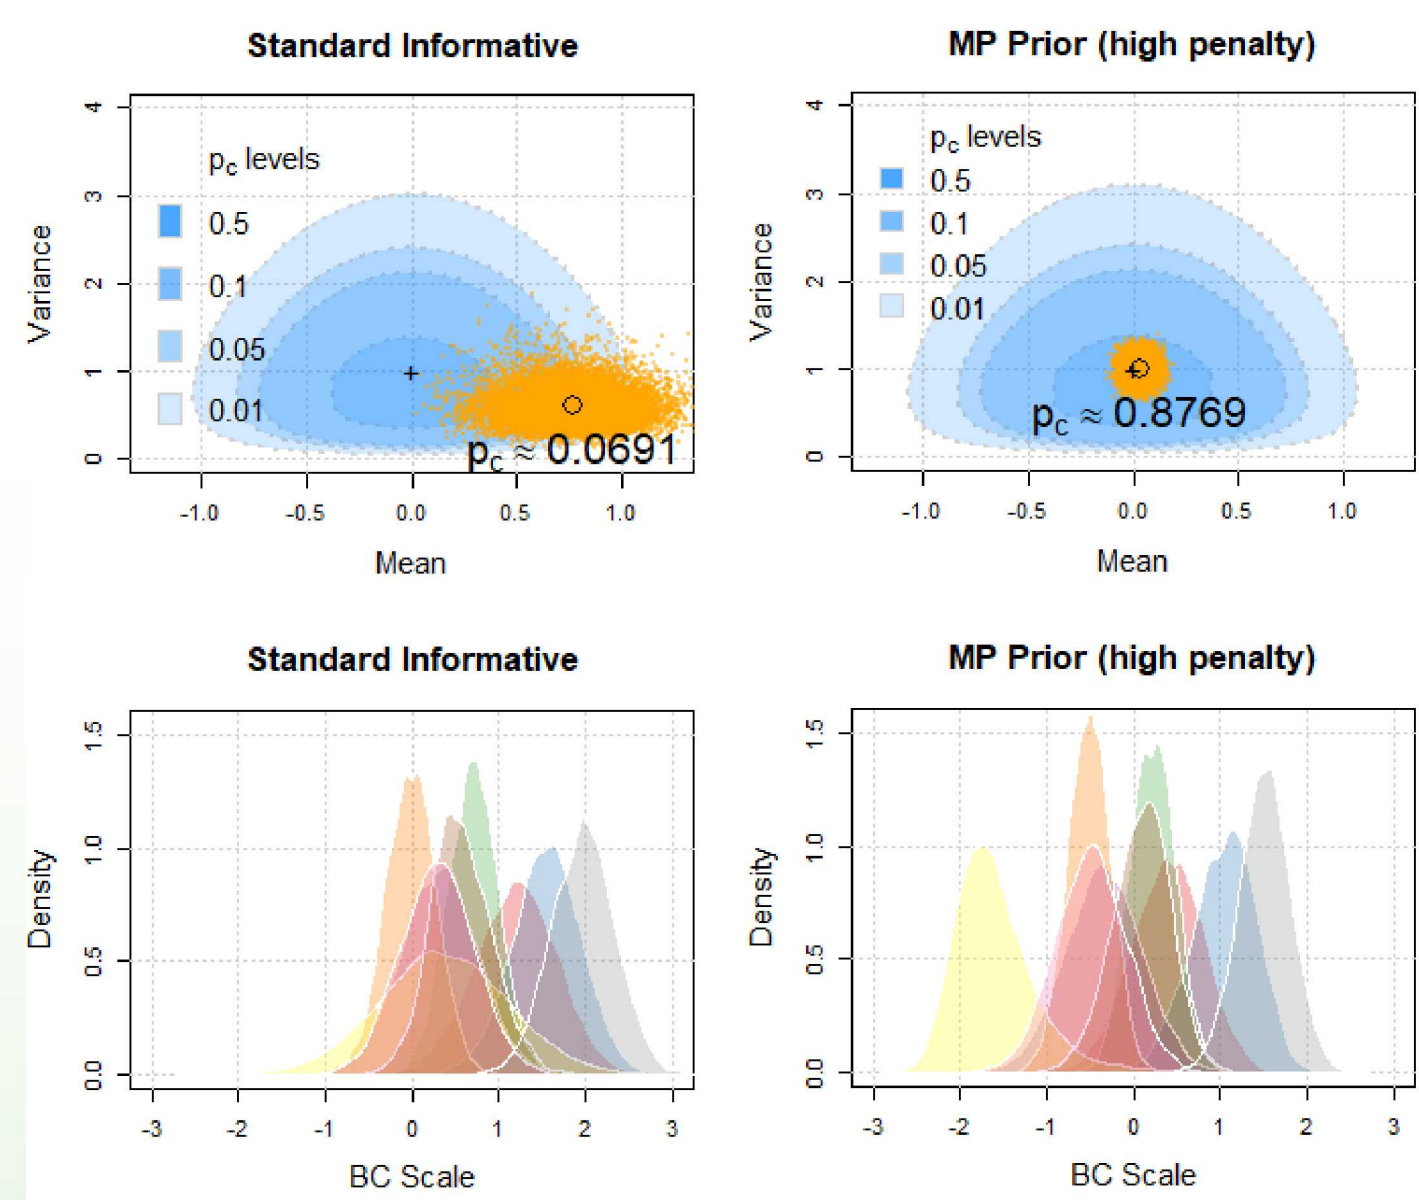 Standard Informative
4
3
2
1
0
Variance
p_c levels
0.5
0.1
0.05
0.01
+
p_c ≈ 0.0691
-1.0 -0.5 0.0 0.5 1.0
Mean
MP Prior (high penalty)
4
3
2
1
0
Variance
p_c levels
0.5
0.1
0.05
0.01
+
p_c ≈ 0.8769
-1.0 -0.5 0.0 0.5 1.0
Mean
Standard Informative
1.5
1.0
0.5
0.0
Density
-3 -2 -1 0 1 2 3
BC Scale
MP Prior (high penalty)
1.5
1.0
0.5
0.0
Density
-3 -2 -1 0 1 2 3
BC Scale